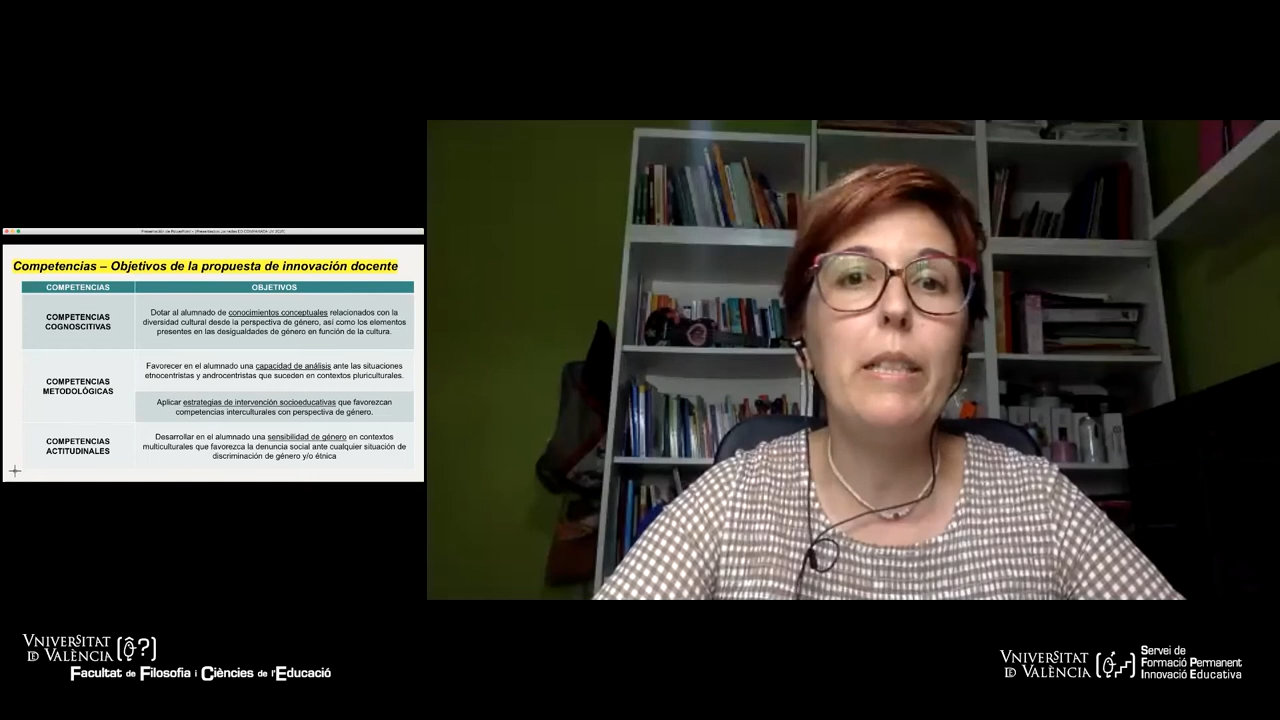 Competencias – Objetivos de la propuesta de innovación docente
COMPETENCIAS
OBJETIVOS
COMPETENCIAS
COGNOSCITIVAS
Dotar al alumnado de conocimientos conceptuales relacionados con la
diversidad cultural desde la perspectiva de género, así como los elementos
presentes en las desigualdades de género en función de la cultura.
COMPETENCIAS
METODOLÓGICAS
Favorecer en el alumnado una capacidad de análisis ante las situaciones
etnocentristas y androcentristas que suceden en contextos pluriculturales.
Aplicar estrategias de intervención socioeducativas que favorezcan
competencias interculturales con perspectiva de género.
COMPETENCIAS
ACTITUDINALES
Desarrollar en el alumnado una sensibilidad de género en contextos
multiculturales que favorezca la denuncia social ante cualquier situación de
discriminación de género y/o étnica
VNIVERSITAT
ID VALÈNCIA
Facultat de Filosofia i Ciències de l'Educació
VNIVERSITAT
ID VALÈNCIA
Servei de
Formació Permanent
Innovació Educativa